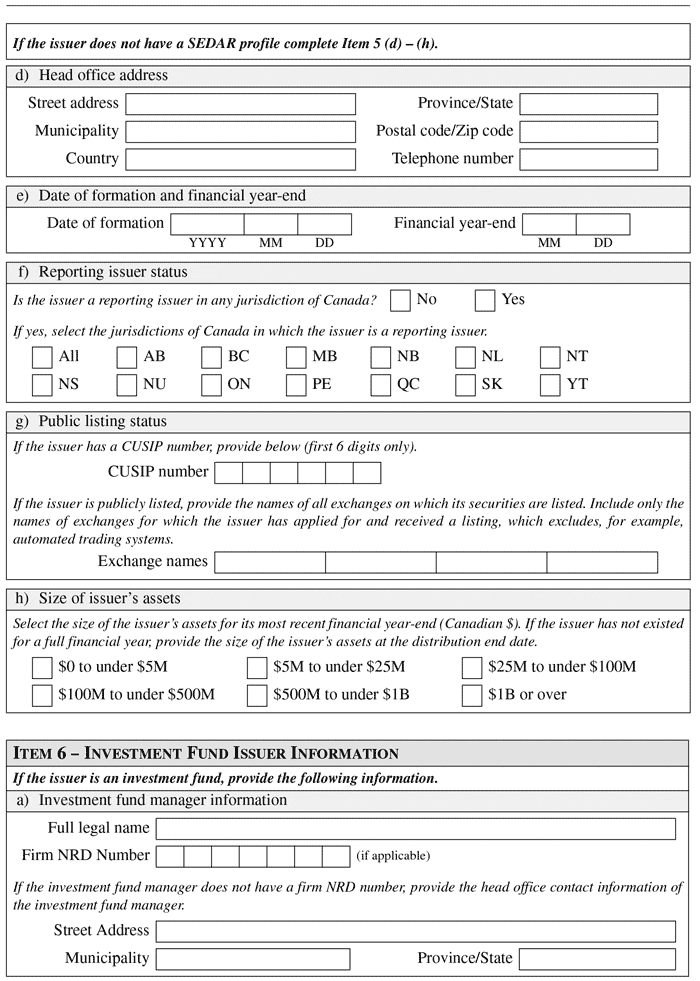 If the issuer does not have a SEDAR profile complete Item 5 (d) – (h).
d) Head office address
Street address Province/State
Municipality Postal code/Zip code
Country Telephone number
e) Date of formation and financial year-end
Date of formation Financial year-end
YYYY MM DD MM DD
f) Reporting issuer status
Is the issuer a reporting issuer in any jurisdiction of Canada? No Yes
If yes, select the jurisdictions of Canada in which the issuer is a reporting issuer.
All AB BC MB NB NL NT
NS NU ON PE QC SK YT
g) Public listing status
If the issuer has a CUSIP number, provide below (first 6 digits only).
CUSIP number
If the issuer is publicly listed, provide the names of all exchanges on which its securities are listed. Include only the
names of exchanges for which the issuer has applied for and received a listing, which excludes, for example,
automated trading systems.
Exchange names
h) Size of issuer's assets
Select the size of the issuer's assets for its most recent financial year-end (Canadian $). If the issuer has not existed
for a full financial year, provide the size of the issuer's assets at the distribution end date.
$0 to under $5M $5M to under $25M $25M to under $100M
$100M to under $500M $500M to under $1B $1B or over
ITEM 6 – INVESTMENT FUND ISSUER INFORMATION
If the issuer is an investment fund, provide the following information.
a) Investment fund manager information
Full legal name
Firm NRD Number (if applicable)
If the investment fund manager does not have a firm NRD number, provide the head office contact information of
the investment fund manager.
Street Address
Municipality Province/State